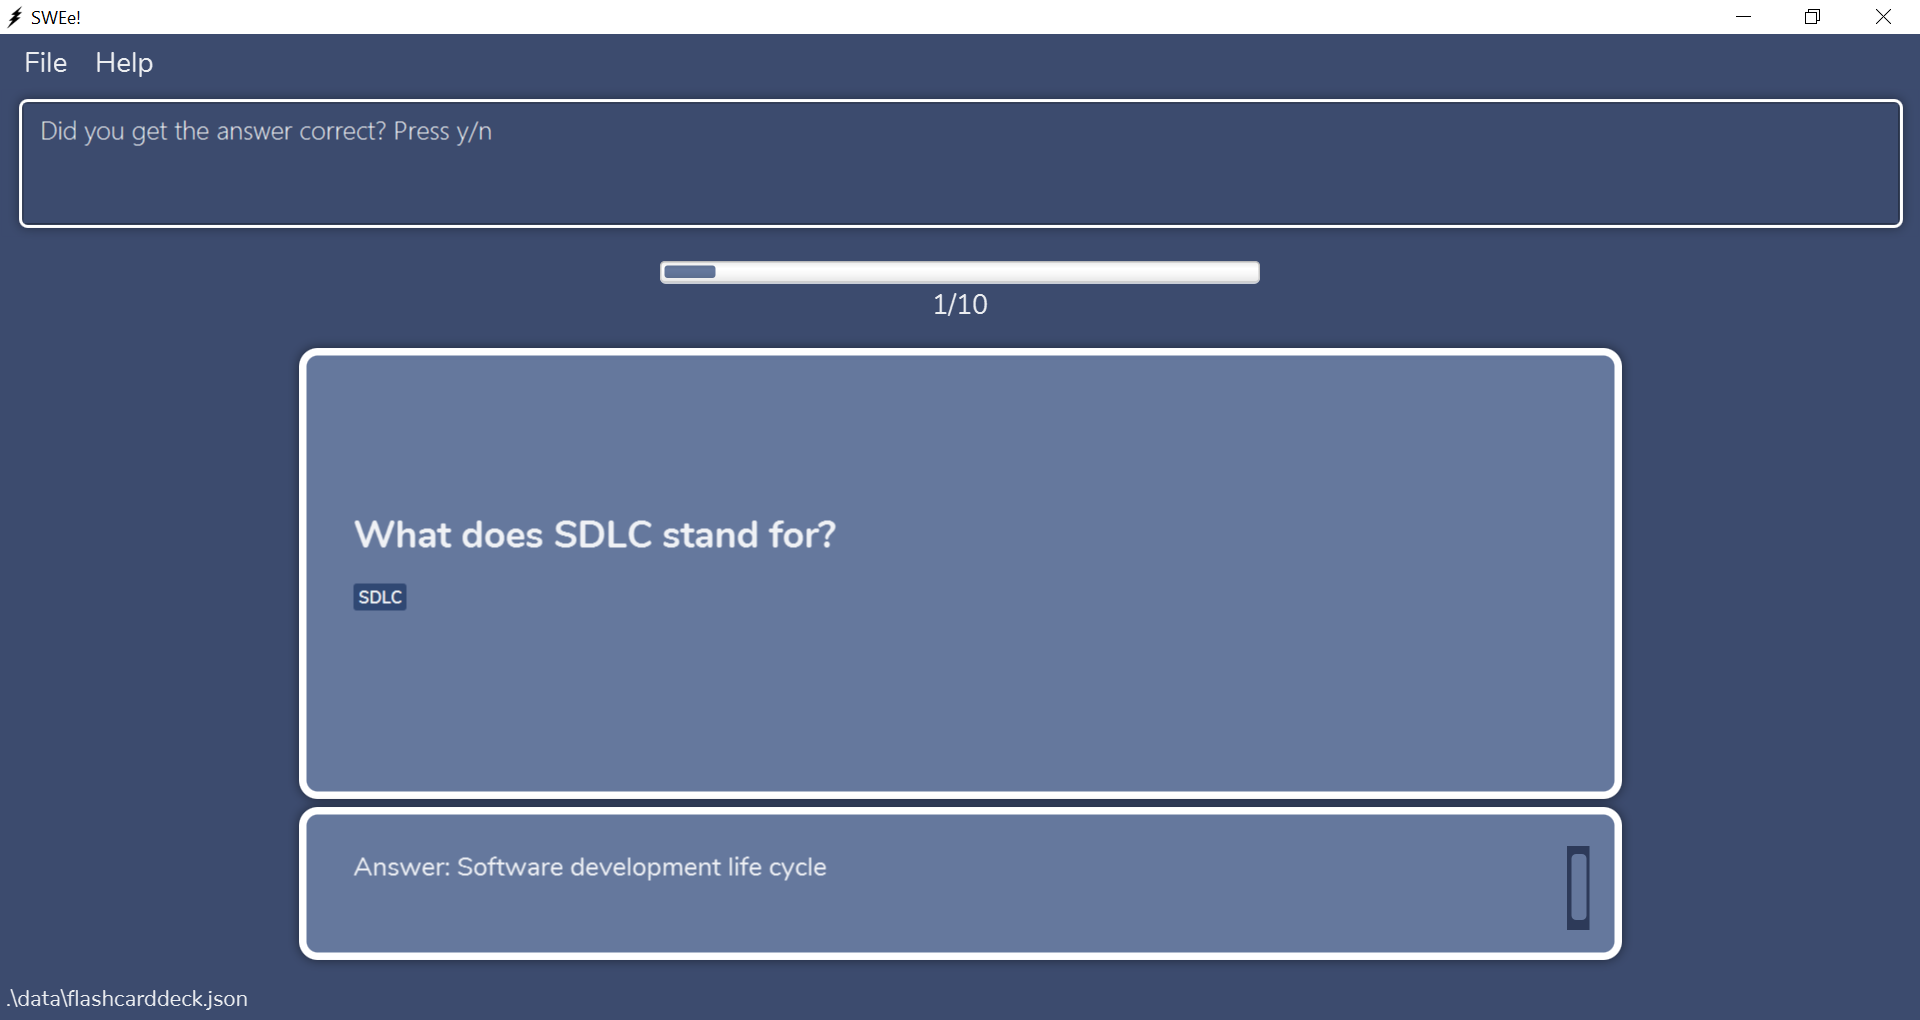 SWEe!
File Help
Did you get the answer correct? Press y/n
1/10
What does SDLC stand for?
SDLC
Answer: Software development life cycle
.\data\flashcarddeck.json